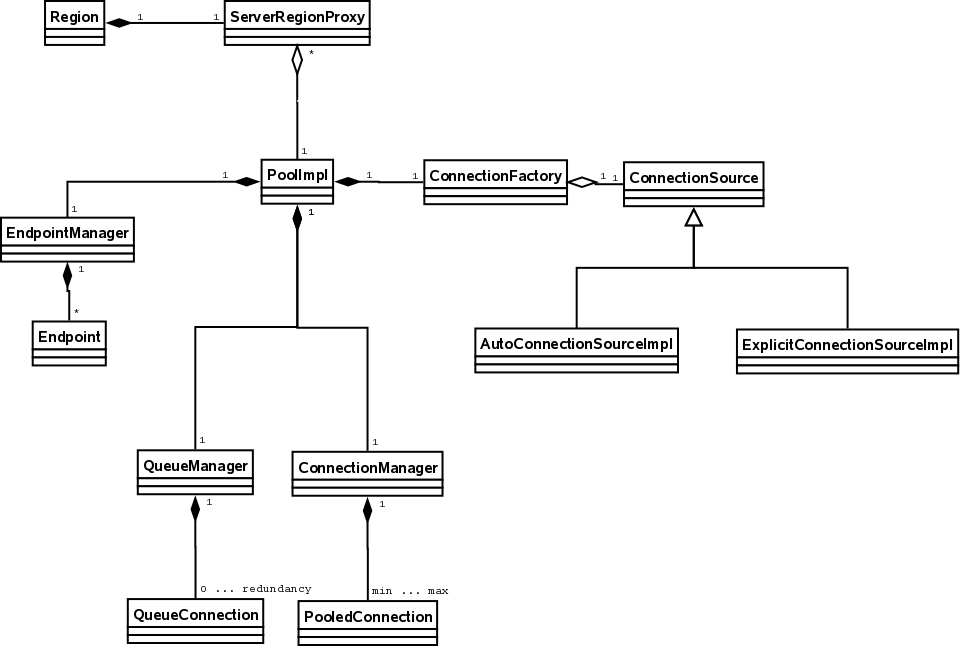 Region
1
1
ServerRegionProxy
*
1
1
PoolImpl
1
1
ConnectionFactory
1
1
ConnectionSource
1
1
EndpointManager
1
*
Endpoint
AutoConnectionSourceImpl
ExplicitConnectionSourceImpl
1
1
QueueManager
ConnectionManager
1
1
0 ... redundancy
min ... max
QueueConnection
PooledConnection